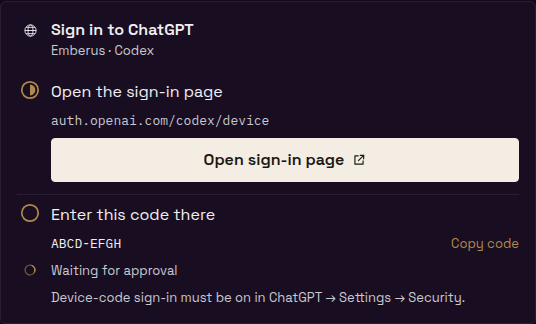 Sign in to ChatGPT
Emberus · Codex
Open the sign-in page
auth.openai.com/codex/device
Open sign-in page
Enter this code there
ABCD-EFGH
Copy code
Waiting for approval
Device-code sign-in must be on in ChatGPT → Settings → Security.